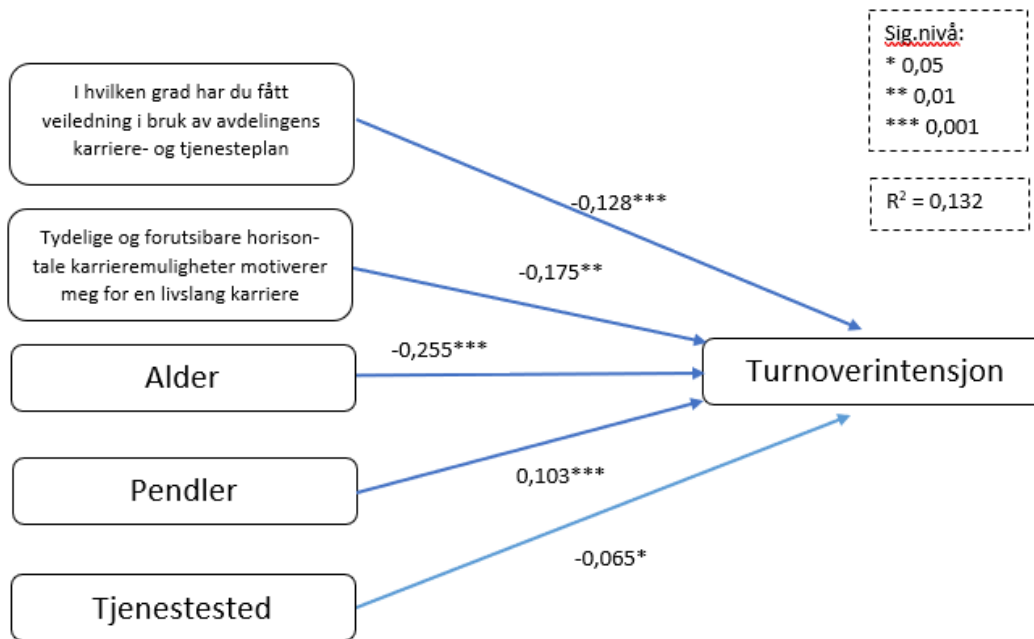 Sig.nivå:
* 0,05
** 0,01
*** 0,001
R² = 0,132
I hvilken grad har du fått
veiledning i bruk av avdelingens
karriere- og tjenesteplan
-0,128***
Tydelige og forutsibare horison-
tale karrieremuligheter motiverer
meg for en livslang karriere
-0,175**
Alder
-0,255***
Turnoverintensjon
Pendler
0,103***
Tjenestested
-0,065*